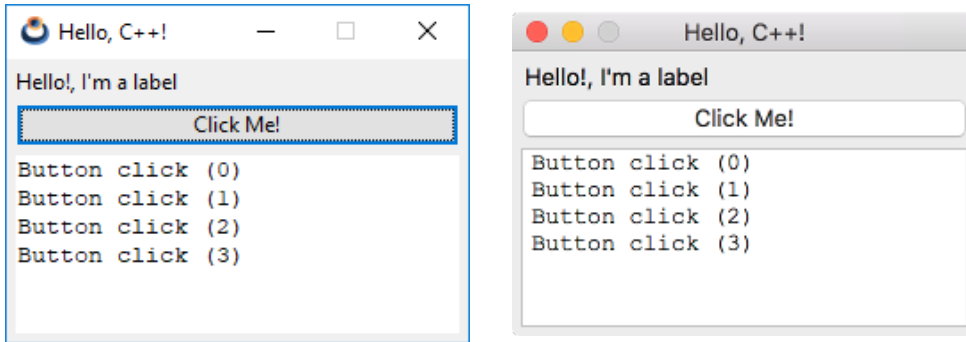 Hello, C++!
Hello!, I'm a label
Click Me!
Button click (0)
Button click (1)
Button click (2)
Button click (3)
Hello, C++!
Hello!, I'm a label
Click Me!
Button click (0)
Button click (1)
Button click (2)
Button click (3)